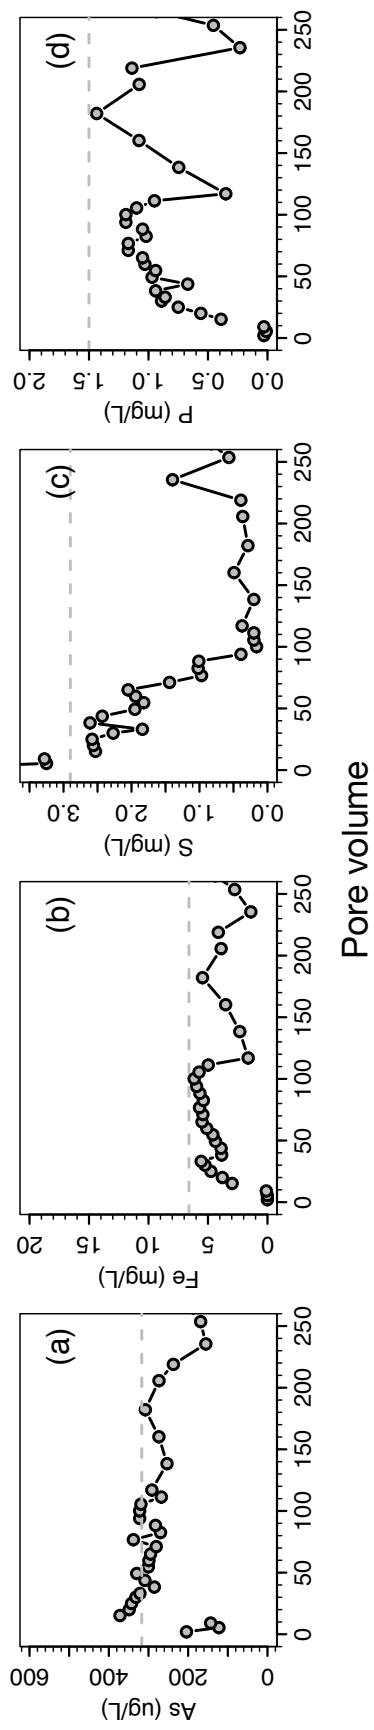 (a)
As (ug/L)
600
400
200
0
0 50 100 150 200 250
(b)
Fe (mg/L)
20
15
10
5
0
0 50 100 150 200 250
(c)
S (mg/L)
3.0
2.0
1.0
0.0
0 50 100 150 200 250
(d)
P (mg/L)
2.0
1.5
1.0
0.5
0.0
0 50 100 150 200 250
Pore volume